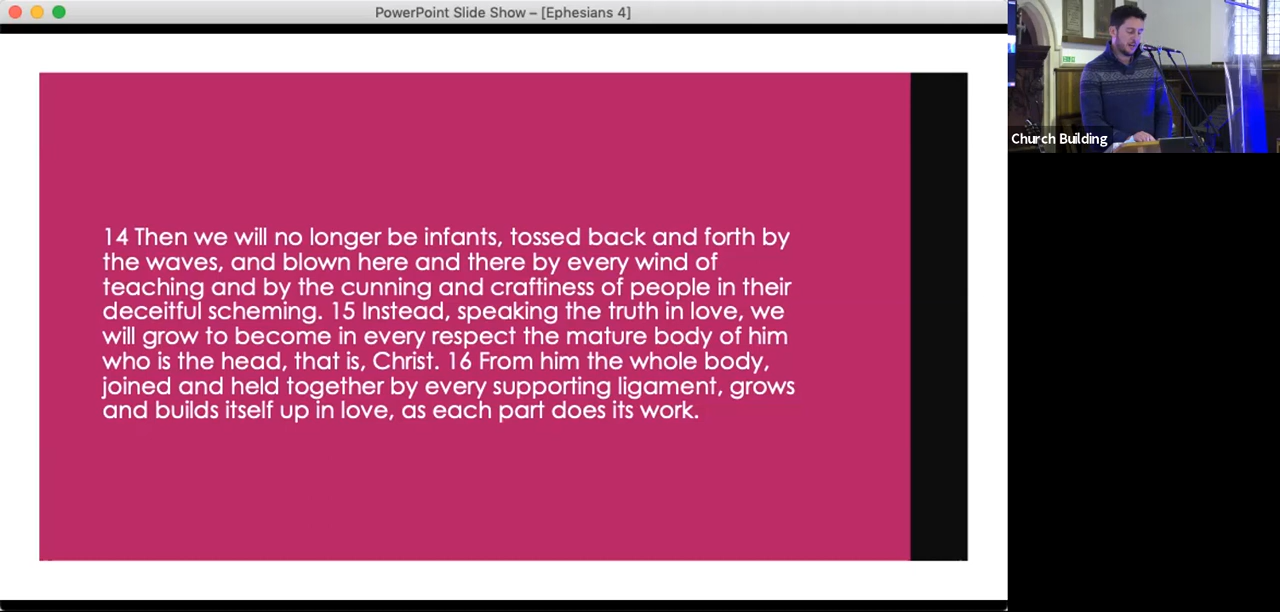 PowerPoint Slide Show – [Ephesians 4]
14 Then we will no longer be infants, tossed back and forth by
the waves, and blown here and there by every wind of
teaching and by the cunning and craftiness of people in their
deceitful scheming. 15 Instead, speaking the truth in love, we
will grow to become in every respect the mature body of him
who is the head, that is, Christ. 16 From him the whole body,
joined and held together by every supporting ligament, grows
and builds itself up in love, as each part does its work.
Church Building